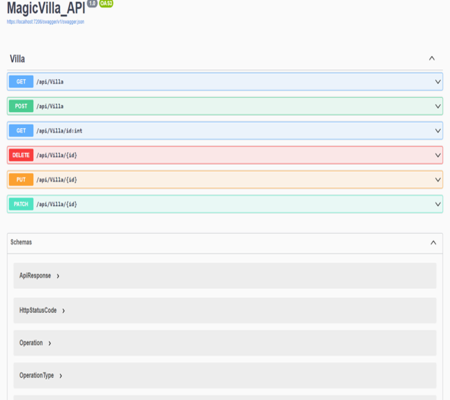 MagicVilla_API 1.0 OAS3
https://localhost:7298/swagger/v1/swagger.json
Villa
GET /api/Villa
POST /api/Villa
GET /api/Villa/id:int
DELETE /api/Villa/{id}
PUT /api/Villa/{id}
PATCH /api/Villa/{id}
Schemas
ApiResponse
HttpStatusCode
Operation
OperationType